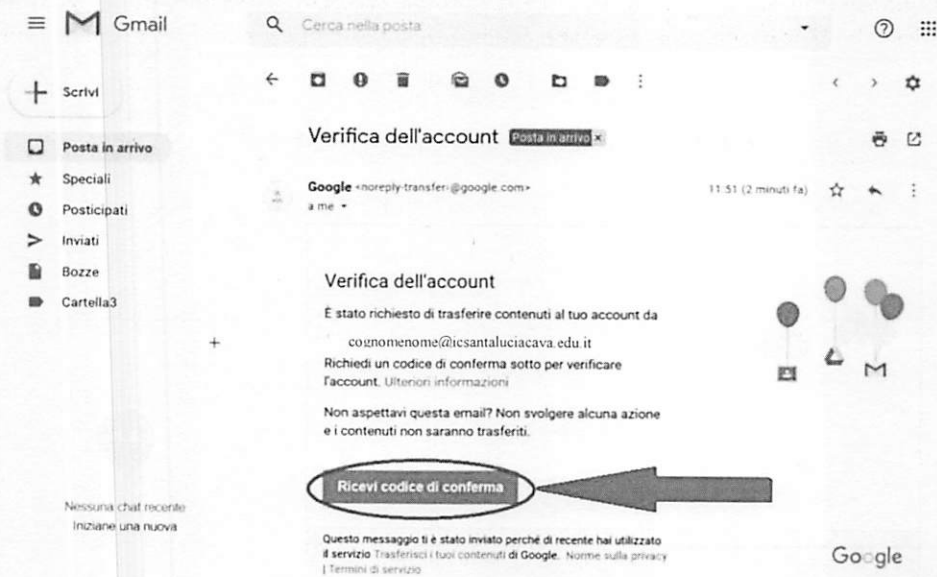 Gmail
Cerca nella posta
Scrivi
Posta in arrivo
Speciali
Posticipati
Inviati
Bozze
Cartella3
Nessuna chat recente
Iniziane una nuova
Verifica dell'account Posta in arrivo ×
Google <noreply-transfer-@google.com>
11:51 (2 minuti fa)
a me
Verifica dell'account
È stato richiesto di trasferire contenuti al tuo account da
cognomenome@icsantaluciacava.edu.it
Richiedi un codice di conferma sotto per verificare
l'account. Ulteriori informazioni
Non aspettavi questa email? Non svolgere alcuna azione
e i contenuti non saranno trasferiti.
Ricevi codice di conferma
Questo messaggio ti è stato inviato perché di recente hai utilizzato
il servizio Trasferisci i tuoi contenuti di Google. Norme sulla privacy
| Termini di servizio
Google